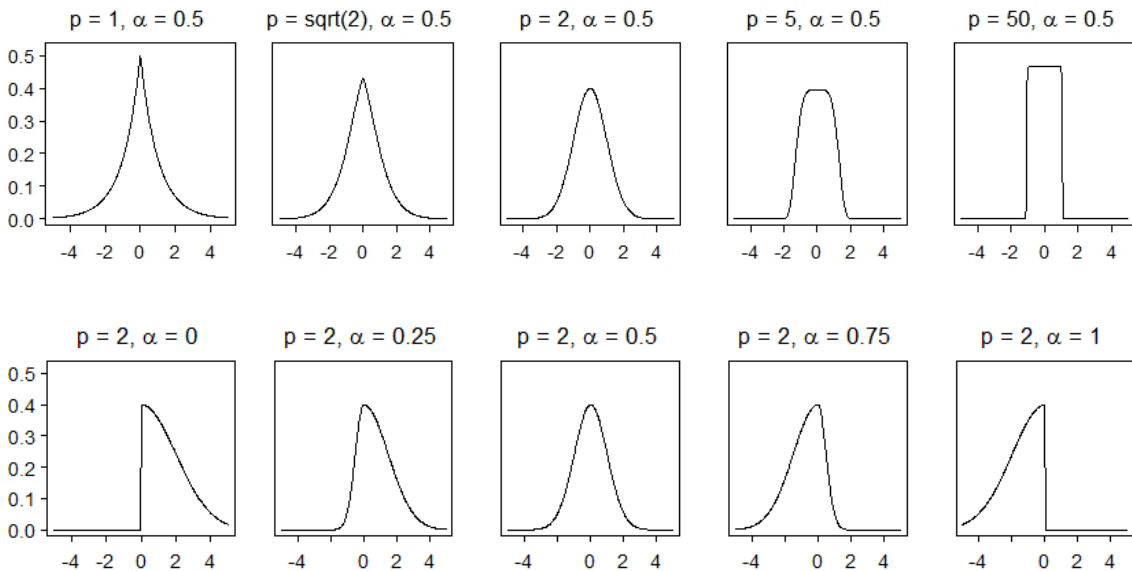 p = 1, α = 0.5
p = sqrt(2), α = 0.5
p = 2, α = 0.5
p = 5, α = 0.5
p = 50, α = 0.5
0.5
0.4
0.3
0.2
0.1
0.0
-4 -2 0 2 4
-4 -2 0 2 4
-4 -2 0 2 4
-4 -2 0 2 4
-4 -2 0 2 4
p = 2, α = 0
p = 2, α = 0.25
p = 2, α = 0.5
p = 2, α = 0.75
p = 2, α = 1
0.5
0.4
0.3
0.2
0.1
0.0
-4 -2 0 2 4
-4 -2 0 2 4
-4 -2 0 2 4
-4 -2 0 2 4
-4 -2 0 2 4